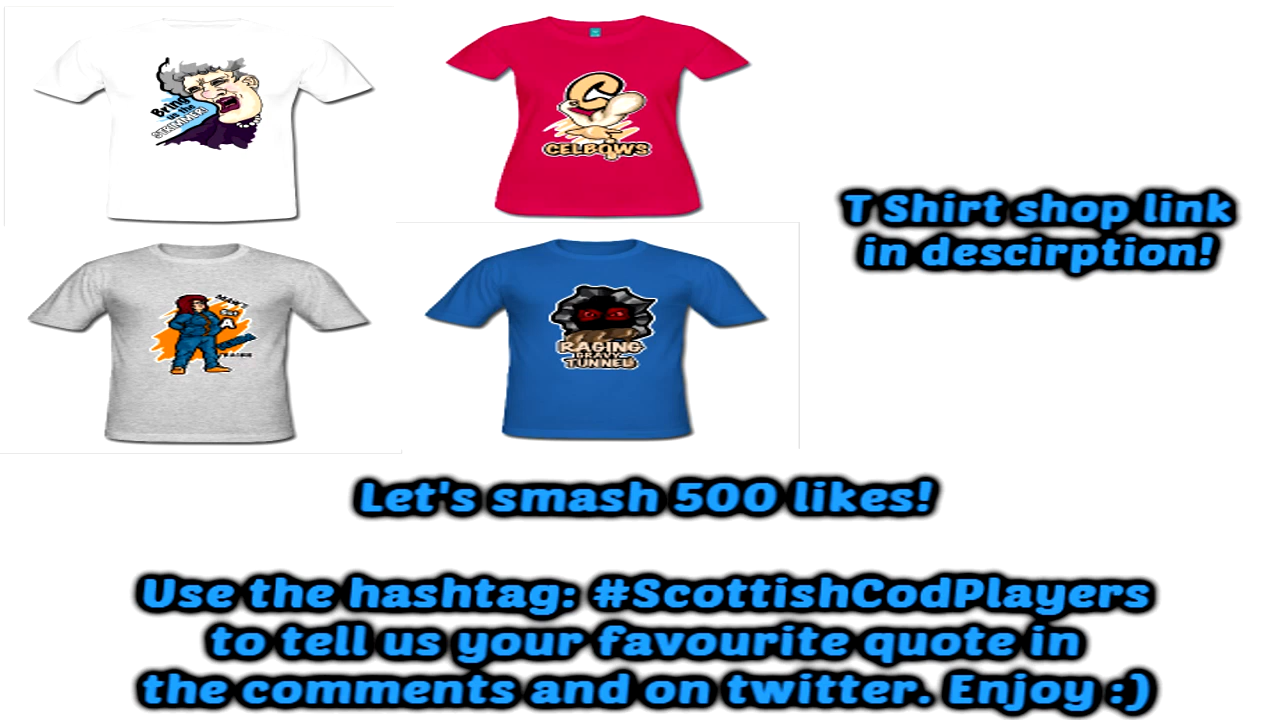 Bring
us the
STRIMMER!
CELBOWS
RAGING
GRAVY
TUNNEL!
T Shirt shop link
in descirption!
Let's smash 500 likes!
Use the hashtag: #ScottishCodPlayers
to tell us your favourite quote in
the comments and on twitter. Enjoy :)